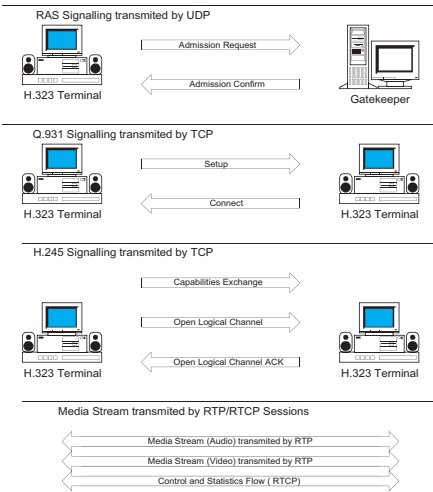 RAS Signalling transmited by UDP
Admission Request
Admission Confirm
H.323 Terminal
Gatekeeper
Q.931 Signalling transmited by TCP
Setup
Connect
H.323 Terminal
H.323 Terminal
H.245 Signalling transmited by TCP
Capabilities Exchange
Open Logical Channel
Open Logical Channel ACK
H.323 Terminal
H.323 Terminal
Media Stream transmited by RTP/RTCP Sessions
Media Stream (Audio) transmited by RTP
Media Stream (Video) transmited by RTP
Control and Statistics Flow ( RTCP)